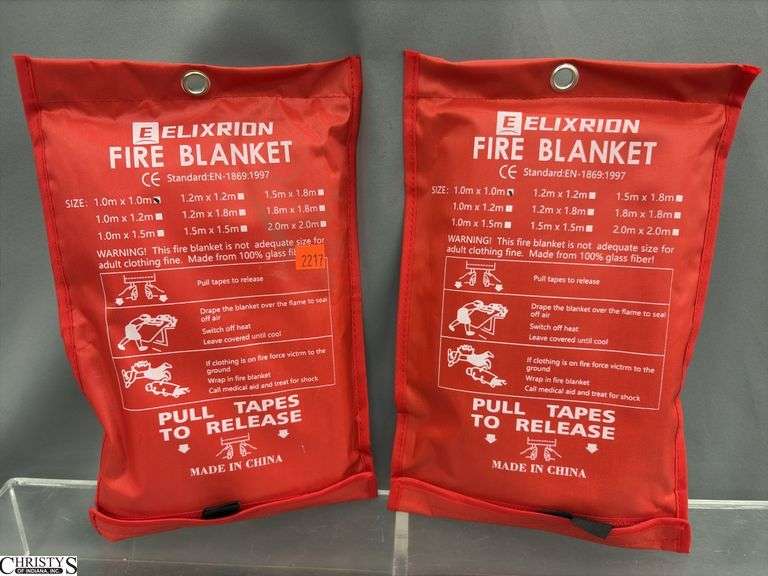 E ELIXRION
FIRE BLANKET
CE Standard:EN-1869:1997
SIZE: 1.0m x 1.0m 1.2m x 1.2m 1.5m x 1.8m
1.0m x 1.2m 1.2m x 1.8m 1.8m x 1.8m
1.0m x 1.5m 1.5m x 1.5m 2.0m x 2.0m
WARNING! This fire blanket is not adequate size for
adult clothing fine. Made from 100% glass
2217
Pull tapes to release
Drape the blanket over the flame to seal
off air
Switch off heat
Leave covered until cool
If clothing is on fire force victrm to the
ground
Wrap in fire blanket
Call medical aid and treat for shock
PULL TAPES
TO RELEASE
MADE IN CHINA
E ELIXRION
FIRE BLANKET
CE Standard:EN-1869:1997
SIZE: 1.0m x 1.0m 1.2m x 1.2m 1.5m x 1.8m
1.0m x 1.2m 1.2m x 1.8m 1.8m x 1.8m
1.0m x 1.5m 1.5m x 1.5m 2.0m x 2.0m
WARNING! This fire blanket is not adequate size for
adult clothing fine. Made from 100% glass fiber!
Pull tapes to release
Drape the blanket over the flame to seal
off air
Switch off heat
Leave covered until cool
If clothing is on fire force victrm to the
ground
Wrap in fire blanket
Call medical aid and treat for shock
PULL TAPES
TO RELEASE
MADE IN CHINA
CHRISTYS
OF INDIANA, INC.